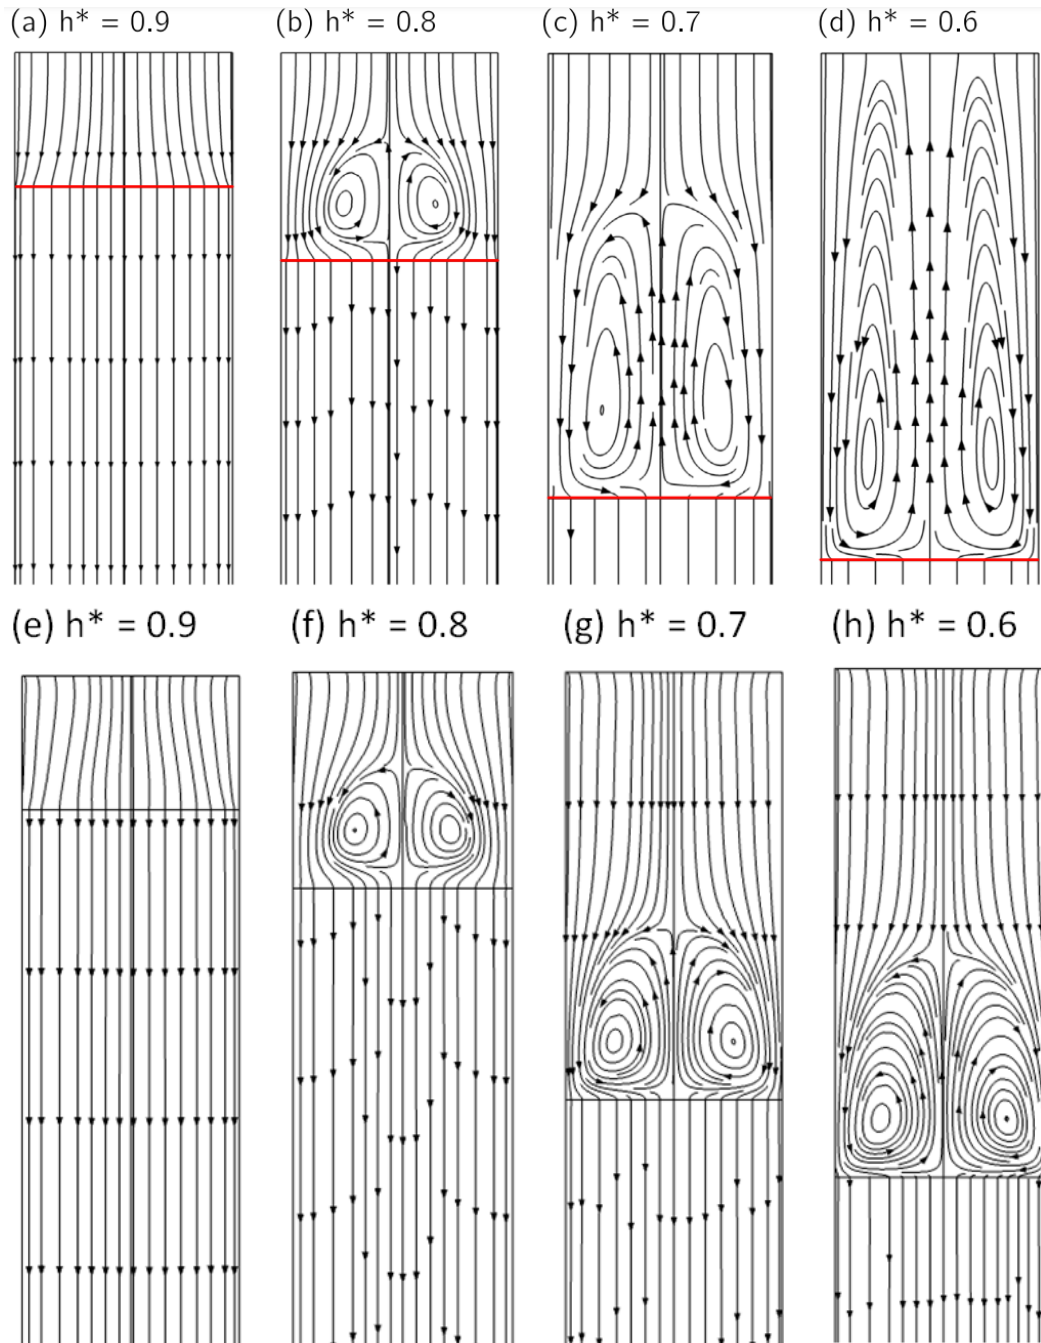 (a) h* = 0.9
(b) h* = 0.8
(c) h* = 0.7
(d) h* = 0.6
(e) h* = 0.9
(f) h* = 0.8
(g) h* = 0.7
(h) h* = 0.6